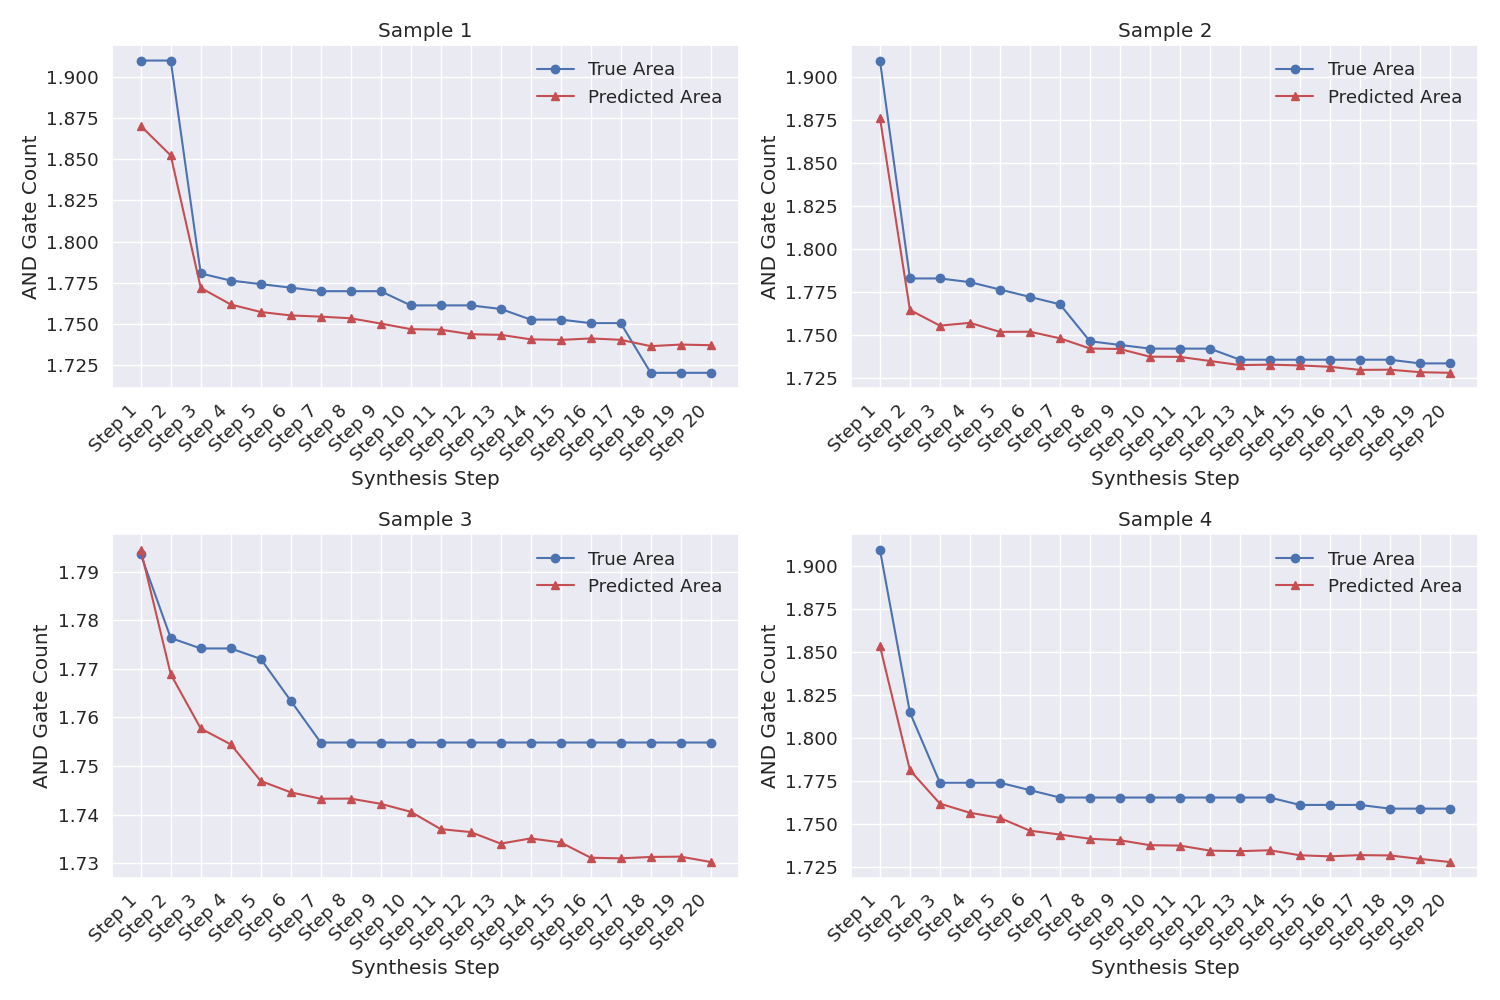 Sample 1
AND Gate Count
1.900
1.875
1.850
1.825
1.800
1.775
1.750
1.725
True Area
Predicted Area
Step 1
Step 2
Step 3
Step 4
Step 5
Step 6
Step 7
Step 8
Step 9
Step 10
Step 11
Step 12
Step 13
Step 14
Step 15
Step 16
Step 17
Step 18
Step 19
Step 20
Synthesis Step
Sample 2
AND Gate Count
1.900
1.875
1.850
1.825
1.800
1.775
1.750
1.725
True Area
Predicted Area
Step 1
Step 2
Step 3
Step 4
Step 5
Step 6
Step 7
Step 8
Step 9
Step 10
Step 11
Step 12
Step 13
Step 14
Step 15
Step 16
Step 17
Step 18
Step 19
Step 20
Synthesis Step
Sample 3
AND Gate Count
1.79
1.78
1.77
1.76
1.75
1.74
1.73
True Area
Predicted Area
Step 1
Step 2
Step 3
Step 4
Step 5
Step 6
Step 7
Step 8
Step 9
Step 10
Step 11
Step 12
Step 13
Step 14
Step 15
Step 16
Step 17
Step 18
Step 19
Step 20
Synthesis Step
Sample 4
AND Gate Count
1.900
1.875
1.850
1.825
1.800
1.775
1.750
1.725
True Area
Predicted Area
Step 1
Step 2
Step 3
Step 4
Step 5
Step 6
Step 7
Step 8
Step 9
Step 10
Step 11
Step 12
Step 13
Step 14
Step 15
Step 16
Step 17
Step 18
Step 19
Step 20
Synthesis Step